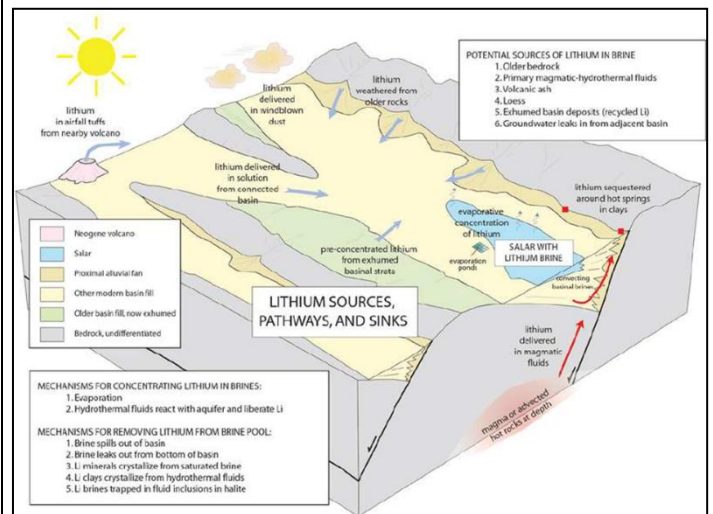 lithium
in airfall tuffs
from nearby volcano
lithium
delivered
in windblown
dust
lithium
weathered from
older rocks
POTENTIAL SOURCES OF LITHIUM IN BRINE
1. Older bedrock
2. Primary magmatic-hydrothermal fluids
3. Volcanic ash
4. Loess
5. Exhumed basin deposits (recycled Li)
6. Groundwater leaks in from adjacent basin
lithium delivered
in solution
from connected
basin
lithium sequestered
around hot springs
in clays
evaporative
concentration
of lithium
SALAR WITH
LITHIUM BRINE
evaporation
ponds
convecting
basinal brines
pre-concentrated lithium
from exhumed
basinal strata
Neogene volcano
Salar
Proximal alluvial fan
Other modern basin fill
Older basin fill, now exhumed
Bedrock, undifferentiated
LITHIUM SOURCES,
PATHWAYS, AND SINKS
lithium
delivered
in magmatic
fluids
magma or advected
hot rocks at depth
MECHANISMS FOR CONCENTRATING LITHIUM IN BRINES:
1. Evaporation
2. Hydrothermal fluids react with aquifer and liberate Li
MECHANISMS FOR REMOVING LITHIUM FROM BRINE POOL:
1. Brine spills out of basin
2. Brine leaks out from bottom of basin
3. Li minerals crystallize from saturated brine
4. Li clays crystallize from hydrothermal fluids
5. Li brines trapped in fluid inclusions in halite